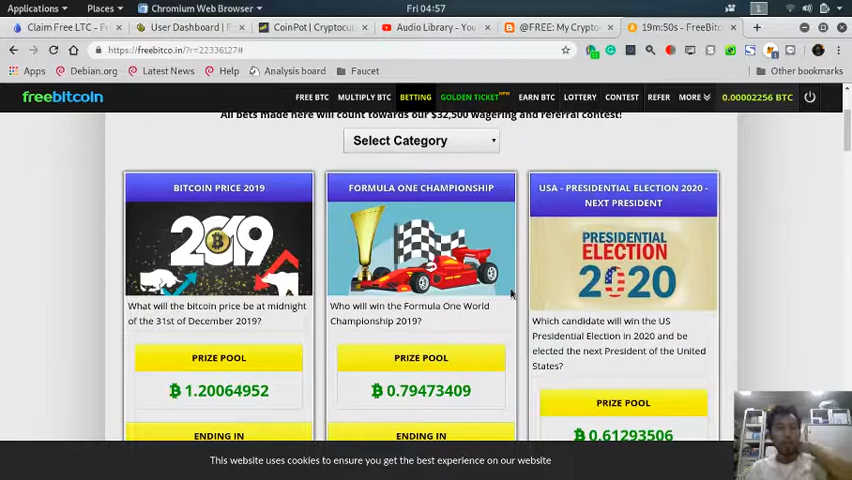 Applications Places Chromium Web Browser Fri 04:57 1
Claim Free LTC - F
User Dashboard |
CoinPot | Cryptocu
Audio Library - You
@FREE: My Crypto
19m:50s - FreeBit
https://freebitco.in/?r=22336127#
Apps Debian.org Latest News Help Analysis board Faucet Other bookmarks
freebitcoin FREE BTC MULTIPLY BTC BETTING GOLDEN TICKET NEW EARN BTC LOTTERY CONTEST REFER MORE 0.00002256 BTC
All bets made here will count towards our $32,500 wagering and referral contest!
Select Category
BITCOIN PRICE 2019
2019
What will the bitcoin price be at midnight
of the 31st of December 2019?
PRIZE POOL
1.20064952
ENDING IN
FORMULA ONE CHAMPIONSHIP
Who will win the Formula One World
Championship 2019?
PRIZE POOL
0.79473409
ENDING IN
USA - PRESIDENTIAL ELECTION 2020 -
NEXT PRESIDENT
PRESIDENTIAL
ELECTION
2020
Which candidate will win the US
Presidential Election in 2020 and be
elected the next President of the United
States?
PRIZE POOL
0.61293506
This website uses cookies to ensure you get the best experience on our website